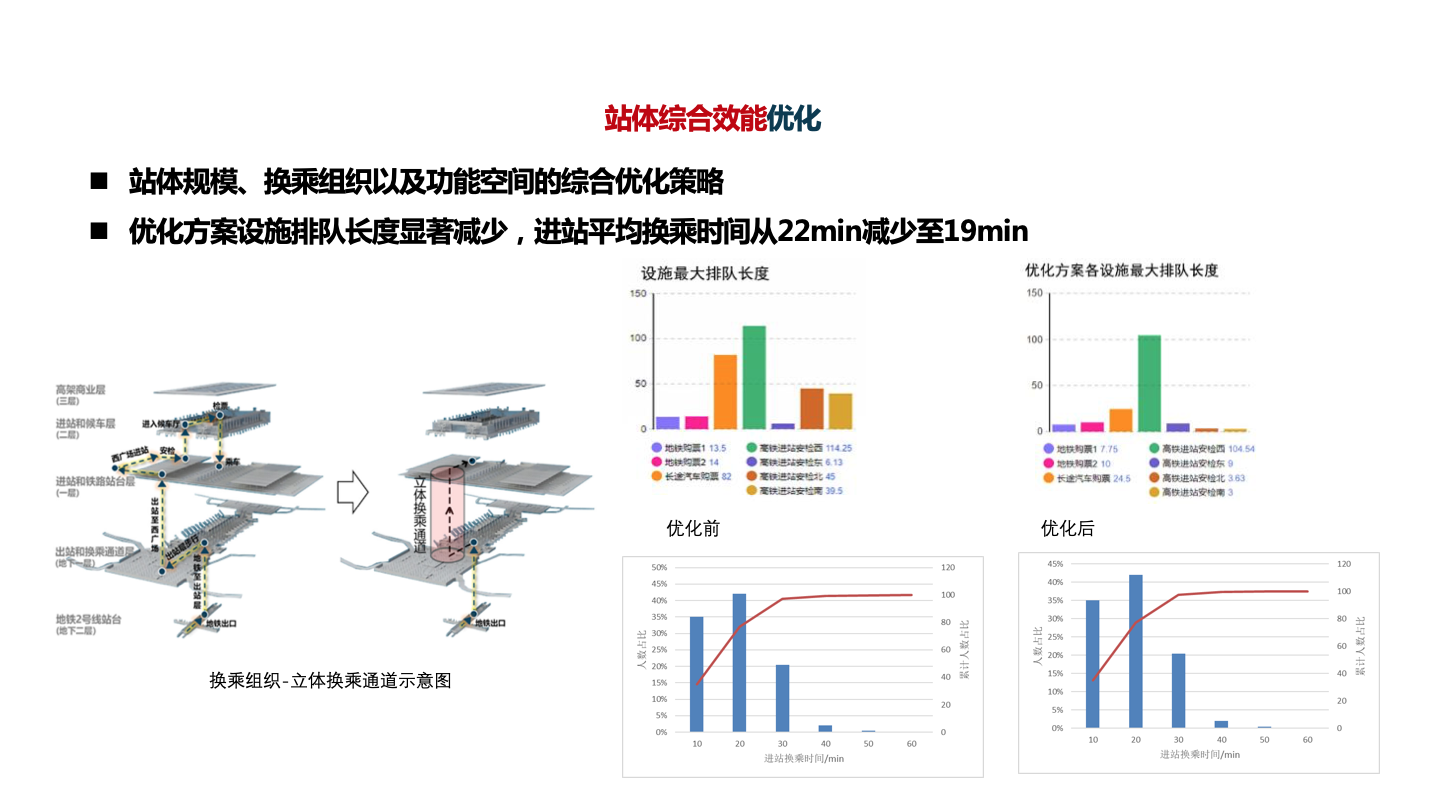 站体综合效能优化
■ 站体规模、换乘组织以及功能空间的综合优化策略
■ 优化方案设施排队长度显著减少，进站平均换乘时间从22min减少至19min
高架商业层
(三层)
进站和候车层
(二层)
进站和铁路站台层
(一层)
出站和换乘通道层
(地下一层)
地铁2号线站台
(地下二层)
检票
进入候车厅
西广场进站
安检
乘车
出站至西广场
出站层步行
地铁至出站层
地铁出口
立体换乘通道
地铁出口
换乘组织-立体换乘通道示意图
设施最大排队长度
150
100
50
0
地铁购票1 13.5
高铁进站安检西 114.25
地铁购票2 14
高铁进站安检东 6.13
长途汽车购票 82
高铁进站安检北 45
高铁进站安检南 39.5
优化前
优化方案各设施最大排队长度
150
100
50
0
地铁购票1 7.75
高铁进站安检西 104.54
地铁购票2 10
高铁进站安检东 9
长途汽车购票 24.5
高铁进站安检北 3.63
高铁进站安检南 3
优化后
50%
45%
40%
35%
30%
25%
20%
15%
10%
5%
0%
人数占比
120
100
80
60
40
20
0
累计人数占比
10 20 30 40 50 60
进站换乘时间/min
45%
40%
35%
30%
25%
20%
15%
10%
5%
0%
人数占比
120
100
80
60
40
20
0
累计人数占比
10 20 30 40 50 60
进站换乘时间/min